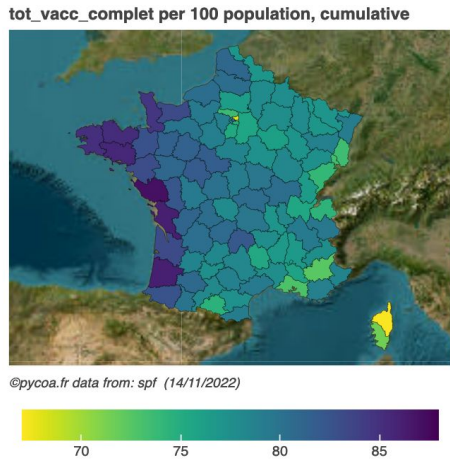 tot_vacc_complet per 100 population, cumulative
©pycoa.fr data from: spf (14/11/2022)
70 75 80 85